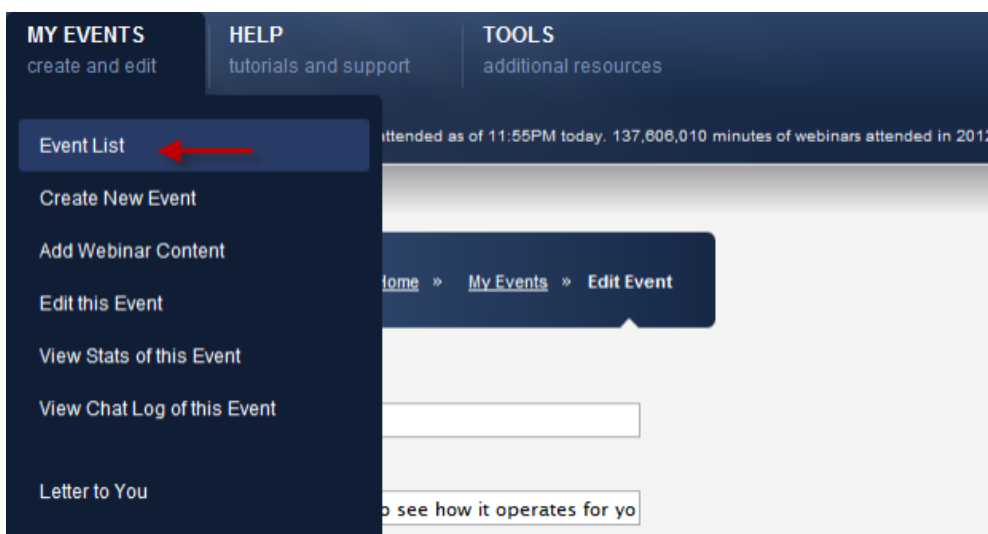 MY EVENTS
create and edit
HELP
tutorials and support
TOOLS
additional resources
attended as of 11:55PM today. 137,606,010 minutes of webinars attended in 2012
Event List
Create New Event
Add Webinar Content
Home » My Events » Edit Event
Edit this Event
View Stats of this Event
View Chat Log of this Event
Letter to You
to see how it operates for yo